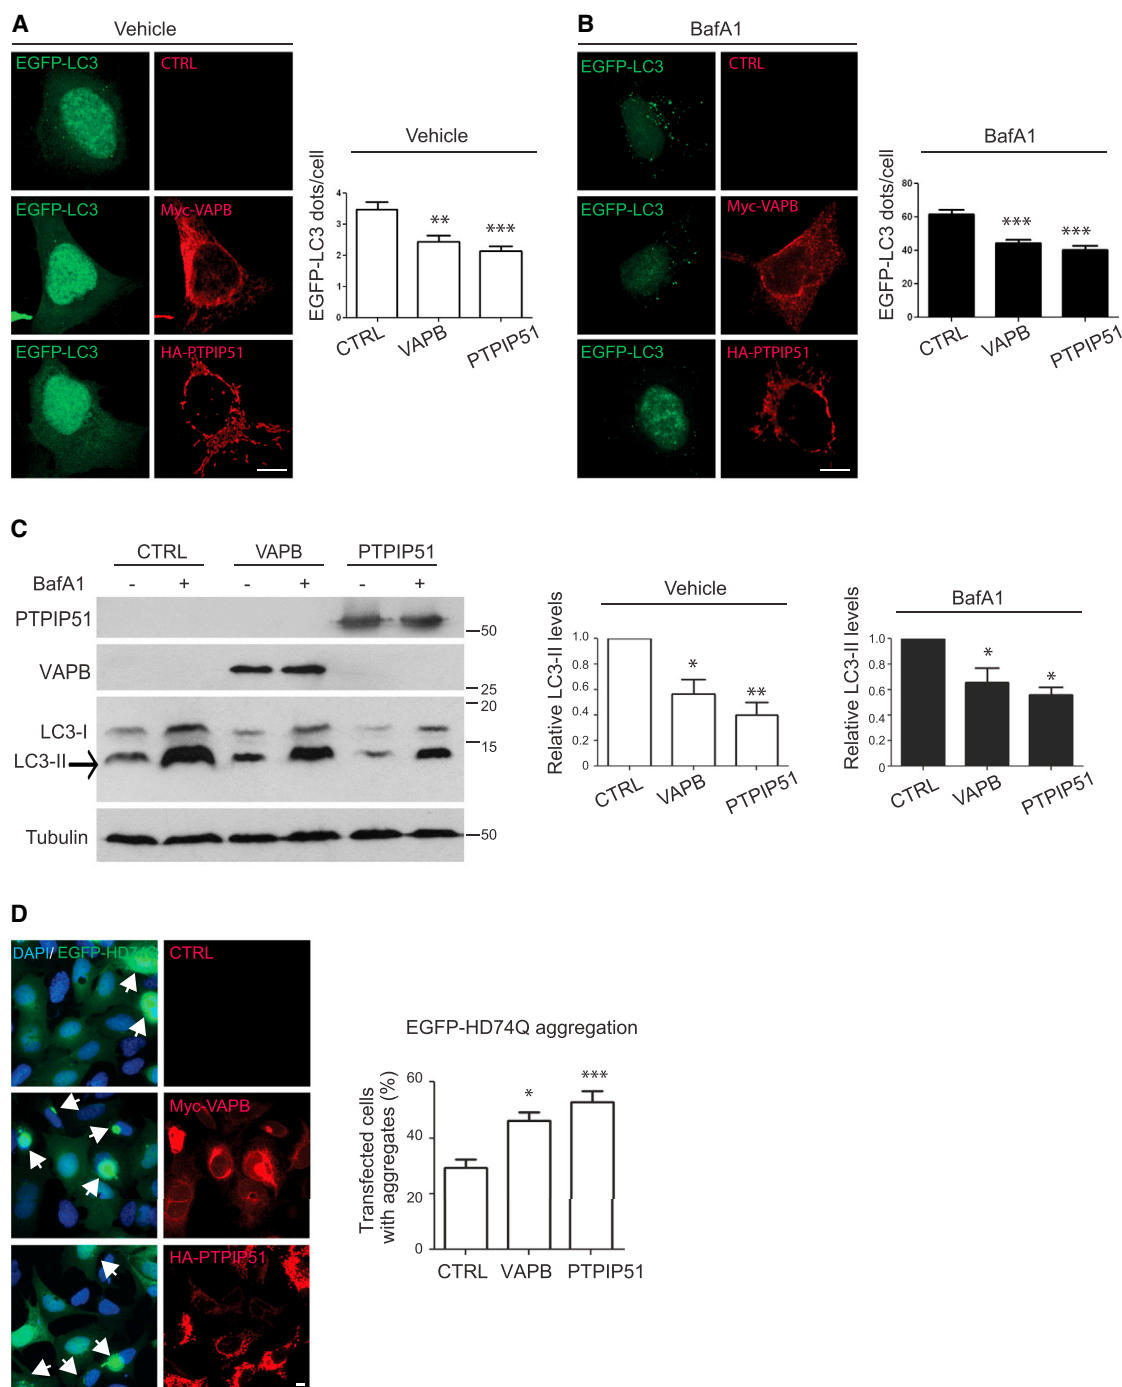 A
Vehicle
EGFP-LC3
CTRL
EGFP-LC3
Myc-VAPB
EGFP-LC3
HA-PTPIP51
Vehicle
EGFP-LC3 dots/cell
4
3
2
1
0
**
***
CTRL
VAPB
PTPIP51
B
BafA1
EGFP-LC3
CTRL
EGFP-LC3
Myc-VAPB
EGFP-LC3
HA-PTPIP51
BafA1
EGFP-LC3 dots/cell
80
60
40
20
0
***
***
CTRL
VAPB
PTPIP51
C
CTRL VAPB PTPIP51
BafA1 - + - + - +
PTPIP51
50
VAPB
25
20
LC3-I
15
LC3-II
Tubulin
50
Vehicle
Relative LC3-II levels
1.0
0.8
0.6
0.4
0.2
0
*
**
CTRL
VAPB
PTPIP51
BafA1
Relative LC3-II levels
1.0
0.8
0.6
0.4
0.2
0
*
*
CTRL
VAPB
PTPIP51
D
DAPI/ EGFP-HD74Q
CTRL
Myc-VAPB
HA-PTPIP51
EGFP-HD74Q aggregation
Transfected cells
with aggregates (%)
60
40
20
0
*
***
CTRL VAPB PTPIP51